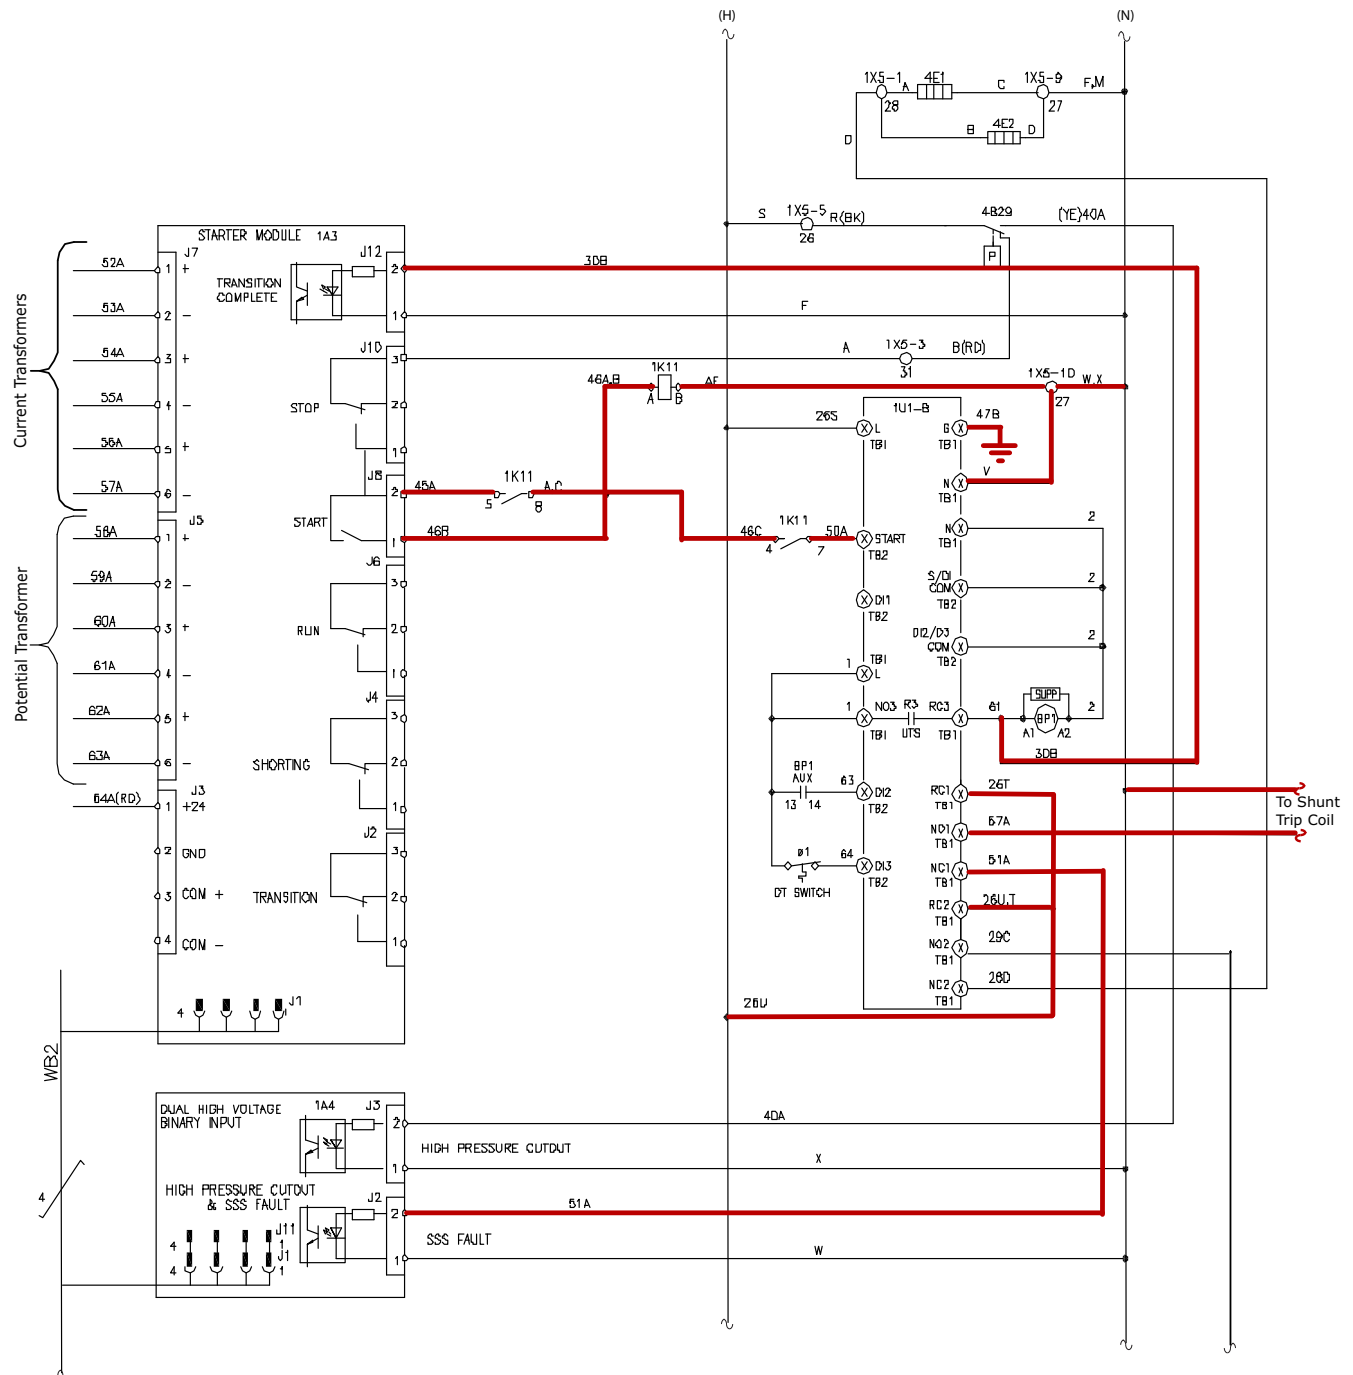 (H)
(N)
1X5-1
4E1
1X5-9
A
C
F,M
28
27
B
4E2
D
D
S
1X5-5
R(BK)
4B29
(YE)40A
26
P
STARTER MODULE 1A3
J7
J12
52A
1
+
TRANSITION
COMPLETE
2
30B
53A
2
–
1
F
54A
3
+
J10
3
A
1X5-3
B(RD)
31
55A
4
–
STOP
2
46A,B
1K11
A
B
1X5-10
W,X
27
56A
5
+
1
26S
L
TB1
1U1-B
G
TB1
47B
57A
6
–
J8
2
45A
1K11
5
8
A,C
N
TB1
V
J5
58A
1
+
START
1
46B
46C
1K11
4
7
50A
START
TB2
N
TB1
2
J6
59A
2
–
3
DI1
TB2
S/D1
COM
TB2
2
60A
3
+
RUN
2
DI2/D3
COM
TB2
2
61A
4
–
1
1
TB1
L
J4
62A
5
+
3
1
NO3
TB1
R3
UTS
RC3
TB1
61
SUPP
BP1
A1
A2
2
63A
6
–
SHORTING
2
30B
J3
64A(RD)
1
+24
1
BP1
AUX
13
14
63
DI2
TB2
RC1
TB1
26T
To Shunt
Trip Coil
J2
2
GND
3
NO1
TB1
57A
ø1
DT SWITCH
64
DI3
TB2
NC1
TB1
51A
3
COM +
TRANSITION
2
RC2
TB1
26U,T
4
COM –
1
NO2
TB1
29C
NC2
TB1
28D
4
J1
1
26U
WB2
4
DUAL HIGH VOLTAGE
BINARY INPUT
1A4
J3
2
40A
HIGH PRESSURE CUTOUT
1
X
HIGH PRESSURE CUTOUT
& SSS FAULT
J2
2
51A
SSS FAULT
1
W
J11
4
1
J1
4
1
Current Transformers
Potential Transformer